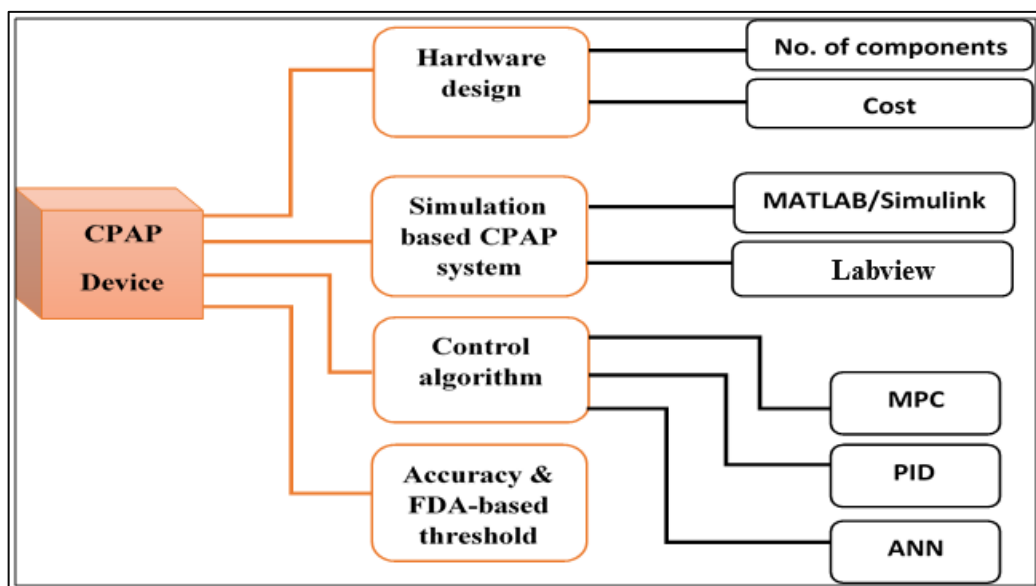 CPAP
Device
Hardware
design
No. of components
Cost
Simulation
based CPAP
system
MATLAB/Simulink
Labview
Control
algorithm
MPC
PID
ANN
Accuracy &
FDA-based
threshold